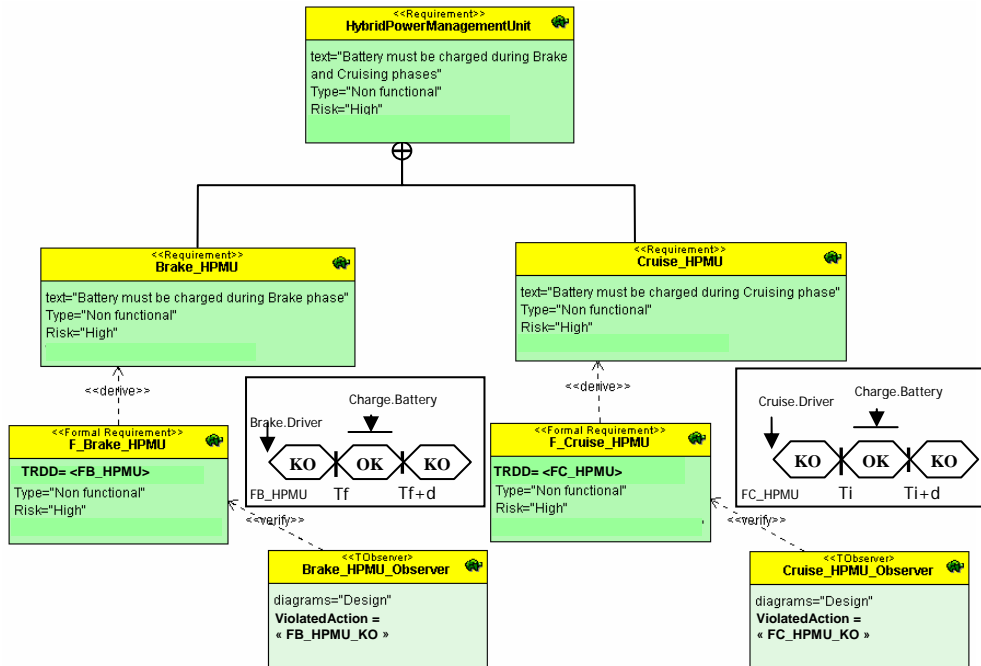 <<Requirement>>
HybridPowerManagementUnit
text="Battery must be charged during Brake
and Cruising phases"
Type="Non functional"
Risk="High"
<<Requirement>>
Brake_HPMU
text="Battery must be charged during Brake phase"
Type="Non functional"
Risk="High"
<<Requirement>>
Cruise_HPMU
text="Battery must be charged during Cruising phase"
Type="Non functional"
Risk="High"
<<derive>>
<<derive>>
<<Formal Requirement>>
F_Brake_HPMU
TRDD= <FB_HPMU>
Type="Non functional"
Risk="High"
Charge.Battery
Brake.Driver
KO OK KO
FB_HPMU Tf Tf+d
<<verify>>
<<Formal Requirement>>
F_Cruise_HPMU
TRDD= <FC_HPMU>
Type="Non functional"
Risk="High"
Charge.Battery
Cruise.Driver
KO OK KO
FC_HPMU Ti Ti+d
<<verify>>
<<TObserver>>
Brake_HPMU_Observer
diagrams="Design"
ViolatedAction =
« FB_HPMU_KO »
<<TObserver>>
Cruise_HPMU_Observer
diagrams="Design"
ViolatedAction =
« FC_HPMU_KO »